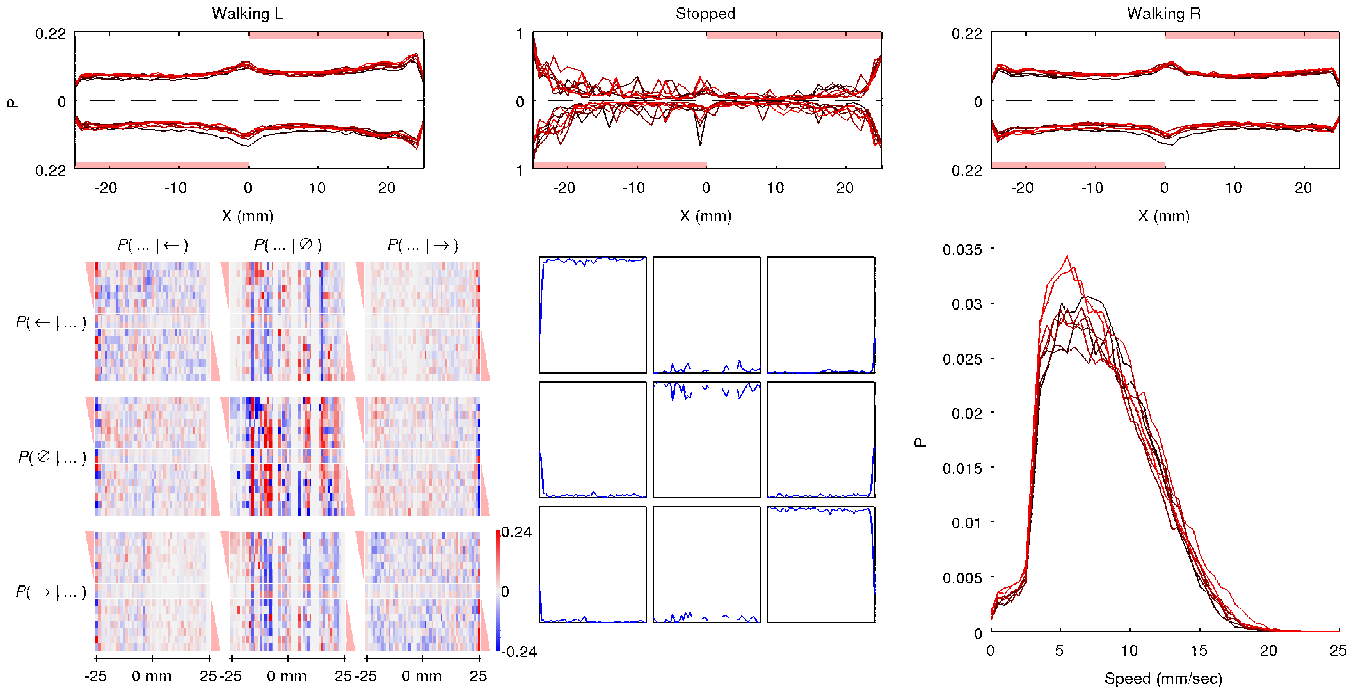 Walking L
Stopped
Walking R
0.22
0
0.22
P
-20
-10
0
10
20
X (mm)
1
0
1
-20
-10
0
10
20
X (mm)
0.22
0
0.22
-20
-10
0
10
20
X (mm)
P( ... | ← )
P( ... | ∅ )
P( ... | → )
P( ← | ... )
P( ∅ | ... )
P( → | ... )
0.24
0
-0.24
-25
0 mm
25
-25
0 mm
25
-25
0 mm
25
0.035
0.03
0.025
0.02
0.015
0.01
0.005
0
P
0
5
10
15
20
25
Speed (mm/sec)